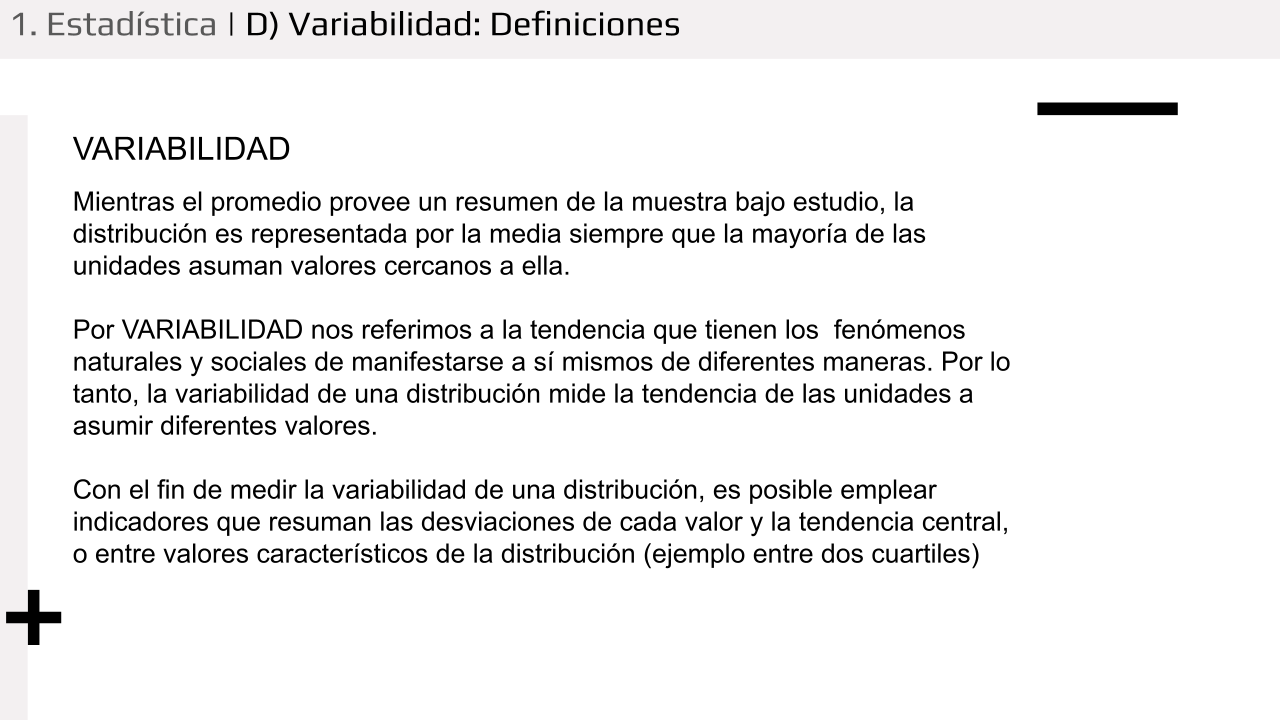 1. Estadística | D) Variabilidad: Definiciones
VARIABILIDAD
Mientras el promedio provee un resumen de la muestra bajo estudio, la
distribución es representada por la media siempre que la mayoría de las
unidades asuman valores cercanos a ella.
Por VARIABILIDAD nos referimos a la tendencia que tienen los  fenómenos
naturales y sociales de manifestarse a sí mismos de diferentes maneras. Por lo
tanto, la variabilidad de una distribución mide la tendencia de las unidades a
asumir diferentes valores.
Con el fin de medir la variabilidad de una distribución, es posible emplear
indicadores que resuman las desviaciones de cada valor y la tendencia central,
o entre valores característicos de la distribución (ejemplo entre dos cuartiles)